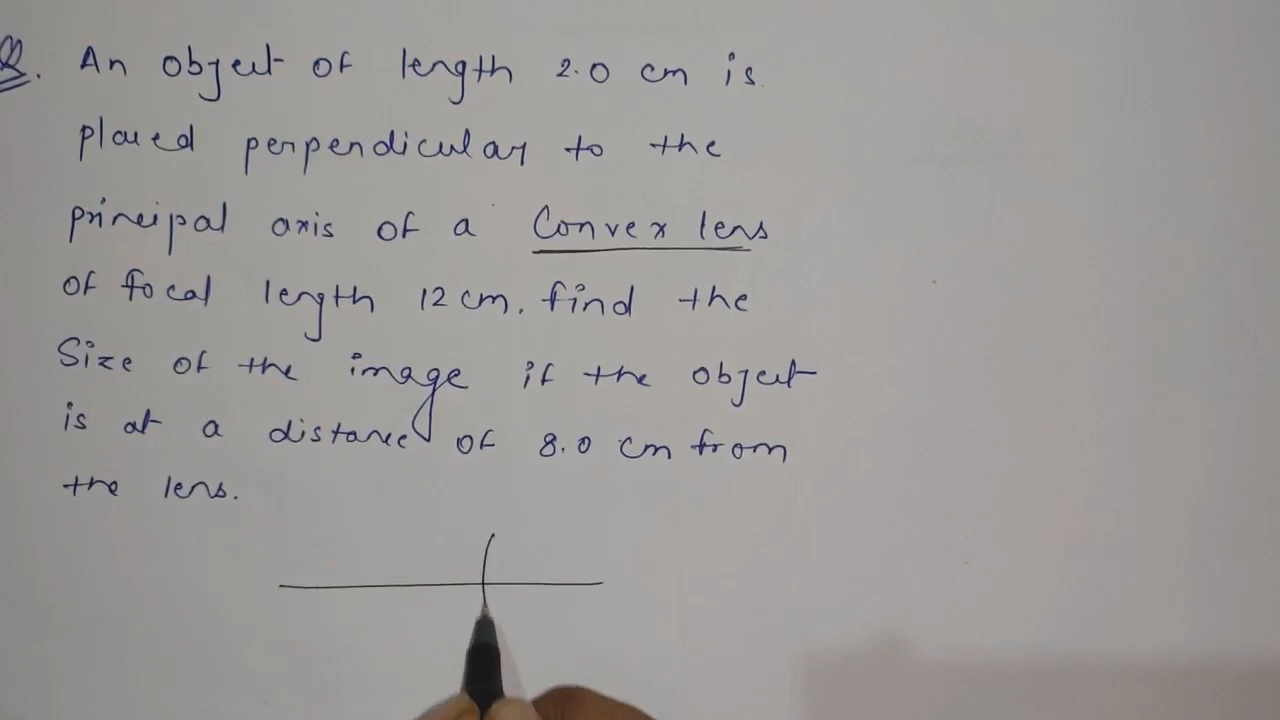 Q. An object of length 2.0 cm is
placed perpendicular to the
principal axis of a Convex lens
of focal length 12 cm. find the
Size of the image if the object
is at a distance of 8.0 cm from
the lens.